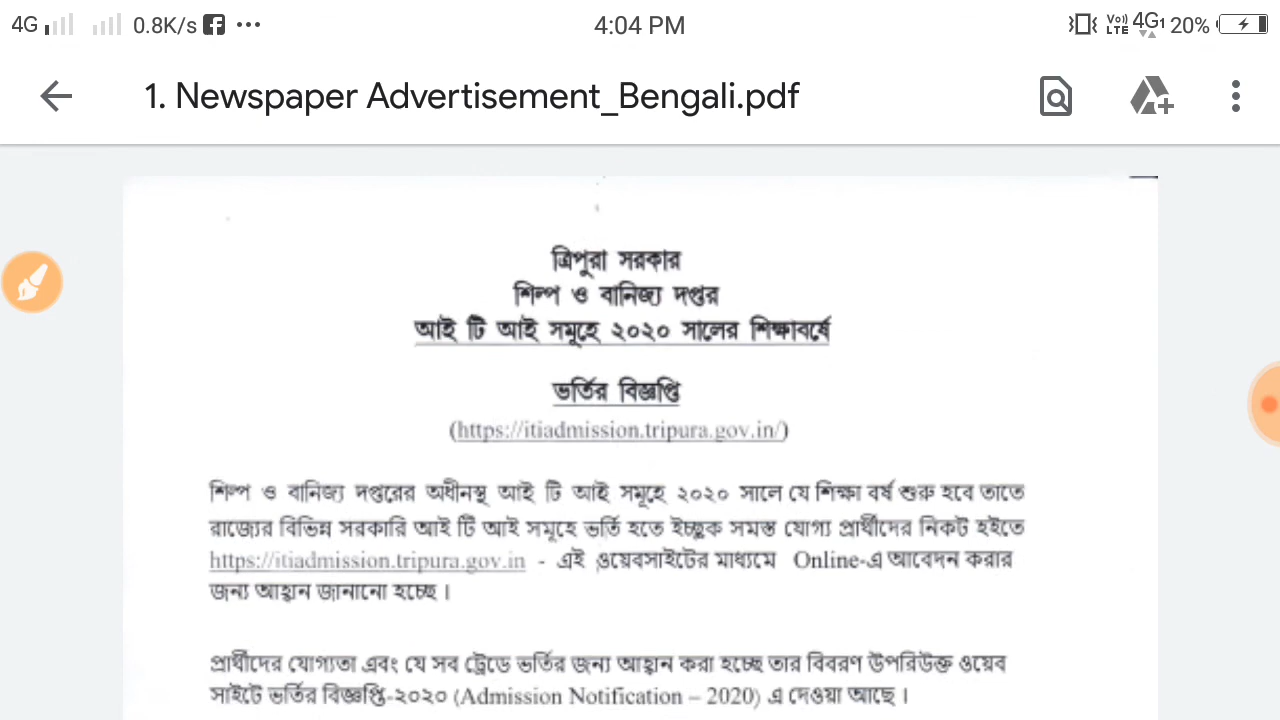 4G 0.8K/s ... 4:04 PM Vo) LTE 4G1 20%
1. Newspaper Advertisement_Bengali.pdf
ত্রিপুরা সরকার
শিল্প ও বানিজ্য দপ্তর
আই টি আই সমূহে ২০২০ সালের শিক্ষাবর্ষে
ভর্তির বিজ্ঞপ্তি
(https://itiadmission.tripura.gov.in/)
শিল্প ও বানিজ্য দপ্তরের অধীনস্থ আই টি আই সমূহে ২০২০ সালে যে শিক্ষা বর্ষ শুরু হবে তাতে
রাজ্যের বিভিন্ন সরকারি আই টি আই সমূহে ভর্তি হতে ইচ্ছুক সমস্ত যোগ্য প্রার্থীদের নিকট হইতে
https://itiadmission.tripura.gov.in - এই ওয়েবসাইটের মাধ্যমে Online-এ আবেদন করার
জন্য আহ্বান জানানো হচ্ছে।
প্রার্থীদের যোগ্যতা এবং যে সব ট্রেডে ভর্তির জন্য আহ্বান করা হচ্ছে তার বিবরণ উপরিউক্ত ওয়েব
সাইটে ভর্তির বিজ্ঞপ্তি-২০২০ (Admission Notification – 2020) এ দেওয়া আছে।